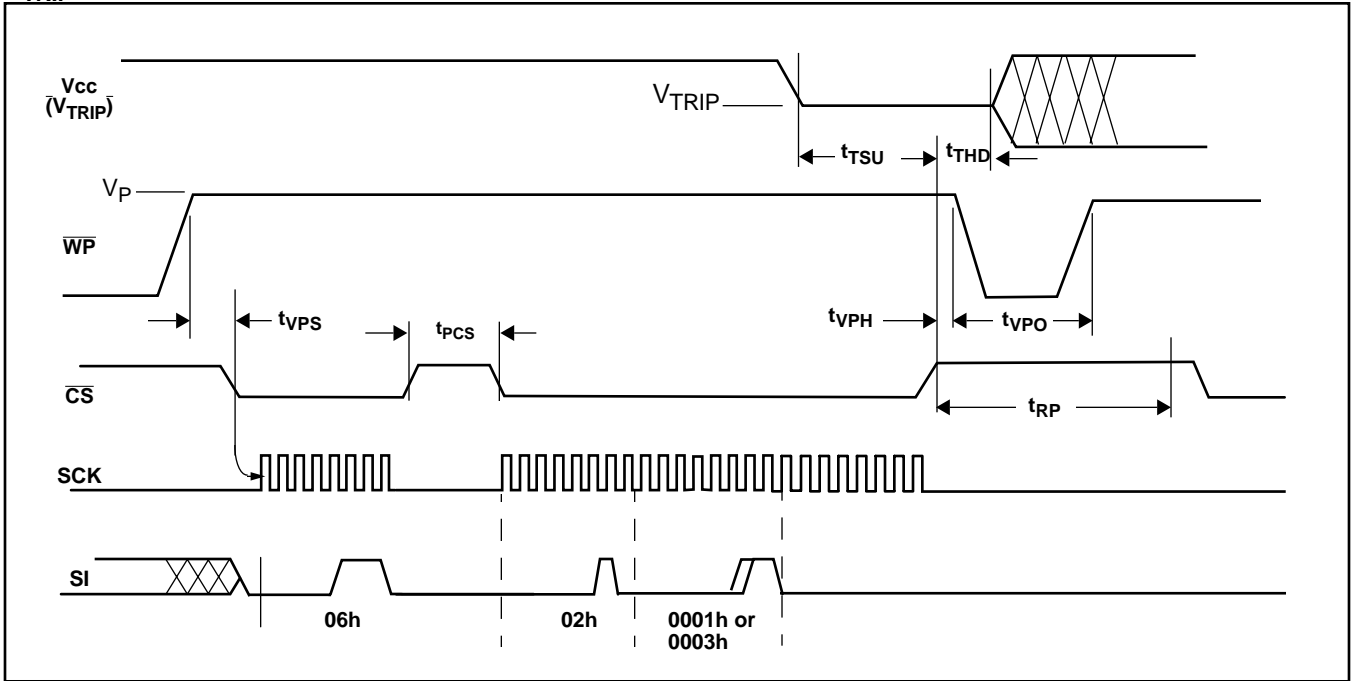 Vcc
(V̄TRIP)
VTRIP
tTSU
tTHD
VP
WP
tVPS
tPCS
tVPH
tVPO
CS
tRP
SCK
SI
06h
02h
0001h or
0003h